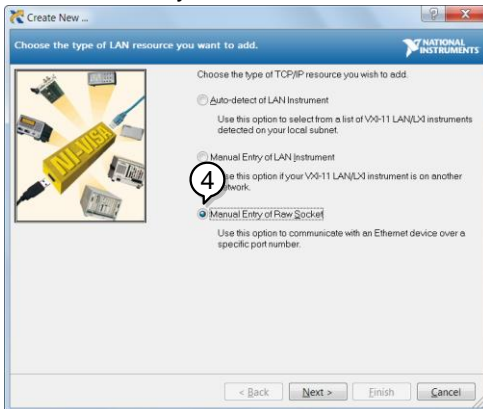 Create New ...
Choose the type of LAN resource you want to add.
NATIONAL
INSTRUMENTS
Choose the type of TCP/IP resource you wish to add.
Auto-detect of LAN Instrument
Use this option to select from a list of VXI-11 LAN/LXI instruments
detected on your local subnet.
Manual Entry of LAN Instrument
use this option if your VXI-11 LAN/LXI instrument is on another
network.
4
Manual Entry of Raw Socket
Use this option to communicate with an Ethernet device over a
specific port number.
NI-VISA
< Back
Next >
Finish
Cancel